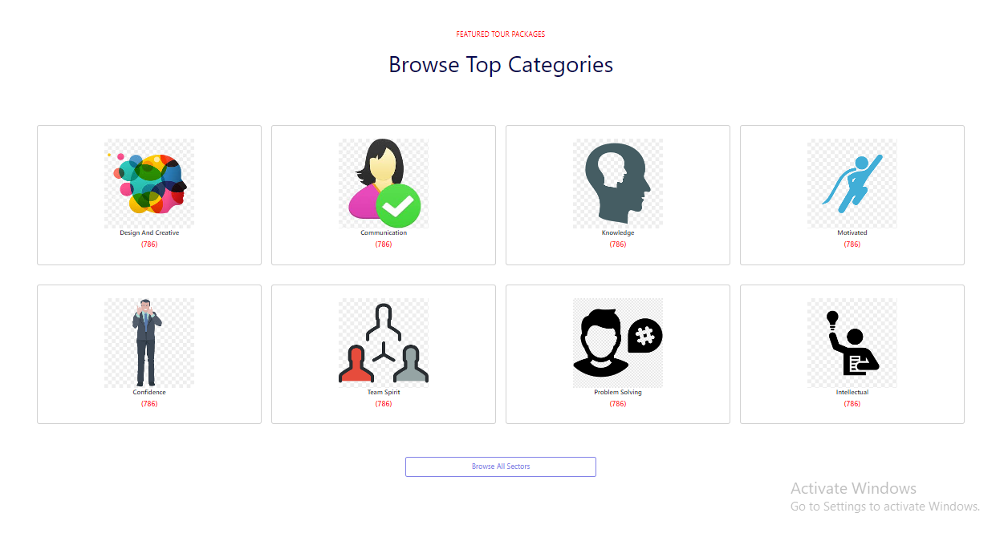 FEATURED TOUR PACKAGES
Browse Top Categories
Design And Creative
(786)
Communication
(786)
Knowledge
(786)
Motivated
(786)
Confidence
(786)
Team Spirit
(786)
Problem Solving
(786)
Intellectual
(786)
Browse All Sectors
Activate Windows
Go to Settings to activate Windows.